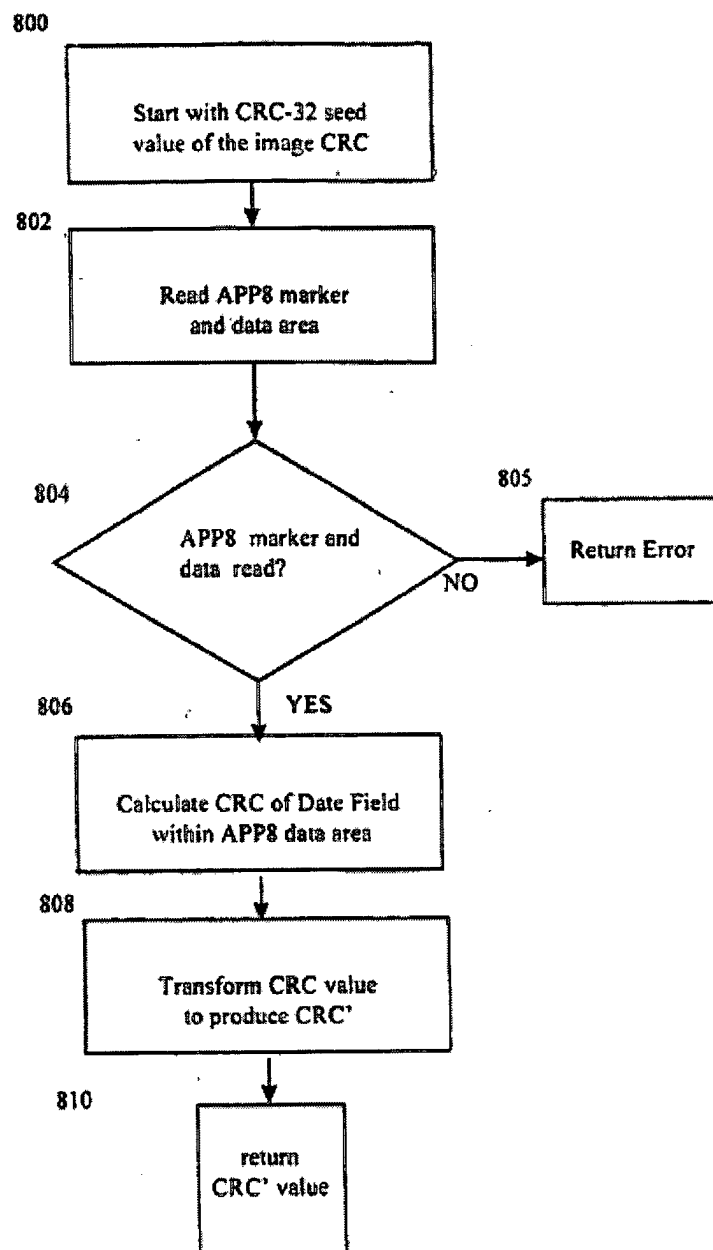 800
Start with CRC-32 seed
value of the image CRC
802
Read APP8 marker
and data area
804
APP8 marker and
data read?
805
Return Error
NO
YES
806
Calculate CRC of Date Field
within APP8 data area
808
Transform CRC value
to produce CRC'
810
return
CRC' value